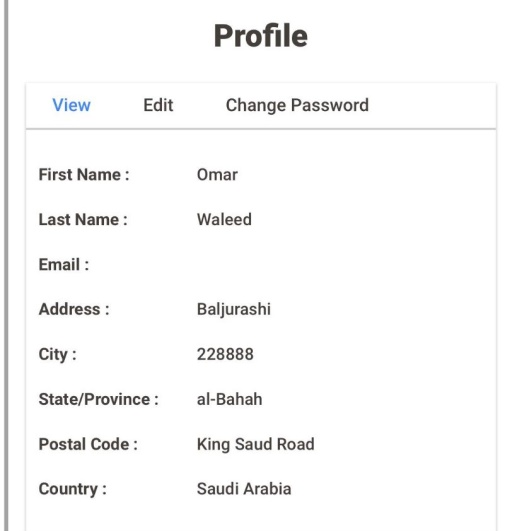 Profile
View Edit Change Password
First Name : Omar
Last Name : Waleed
Email :
Address : Baljurashi
City : 228888
State/Province : al-Bahah
Postal Code : King Saud Road
Country : Saudi Arabia